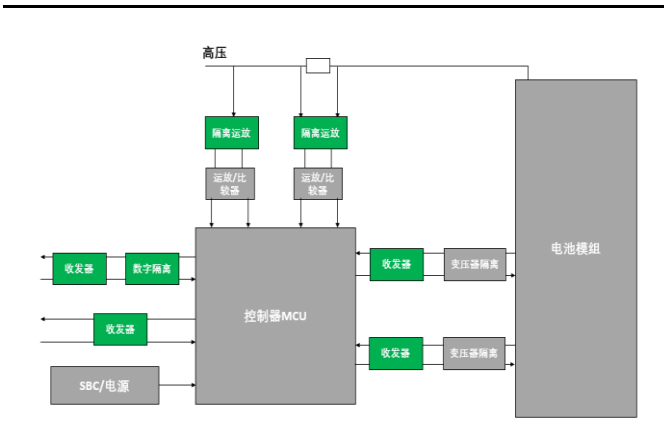 高压
隔离运放
隔离运放
运放/比
较器
运放/比
较器
电池模组
收发器
数字隔离
收发器
变压器隔离
控制器MCU
收发器
收发器
变压器隔离
SBC/电源